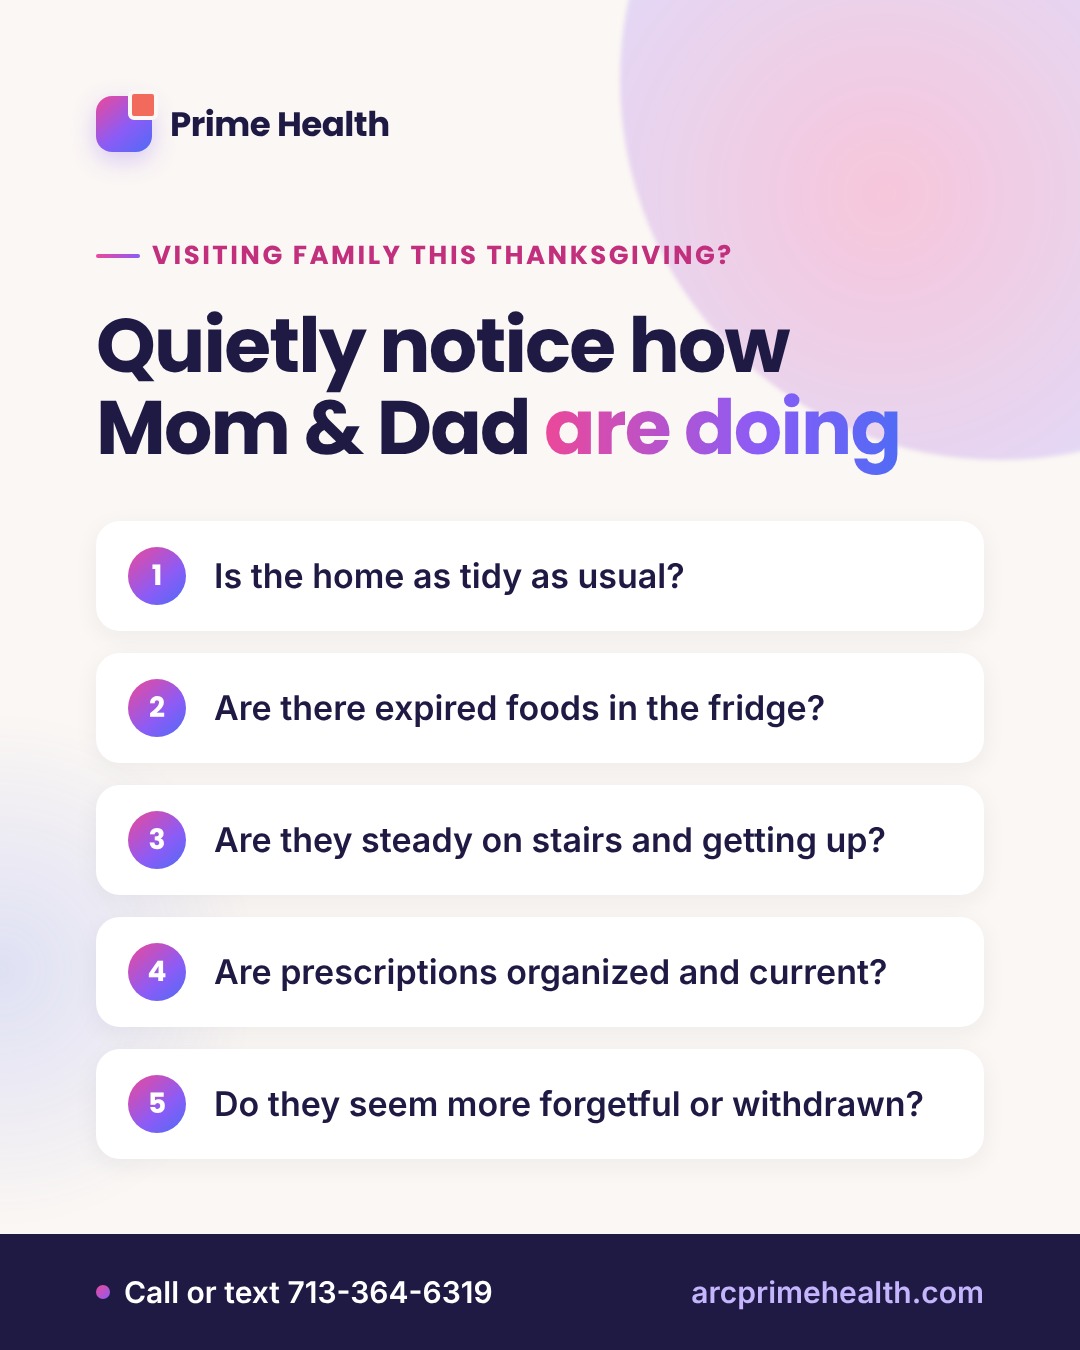 Prime Health
VISITING FAMILY THIS THANKSGIVING?
Quietly notice how
Mom & Dad are doing
1 Is the home as tidy as usual?
2 Are there expired foods in the fridge?
3 Are they steady on stairs and getting up?
4 Are prescriptions organized and current?
5 Do they seem more forgetful or withdrawn?
Call or text 713-364-6319 arcprimehealth.com